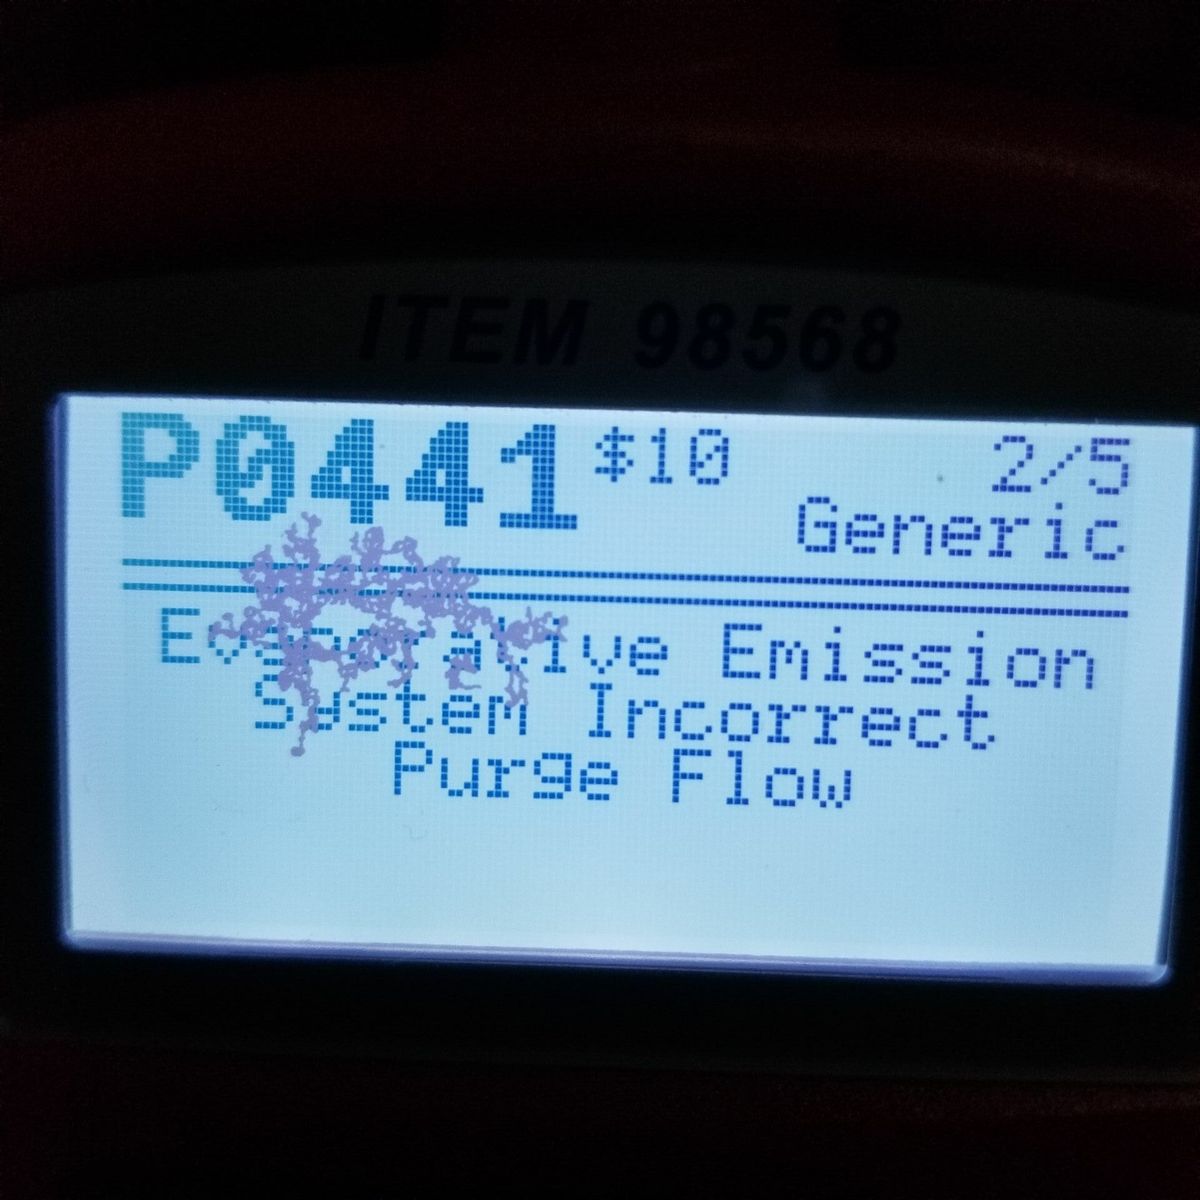 ITEM 98568
P0441 $10 2/5
Generic
Evaporative Emission
System Incorrect
Purge Flow